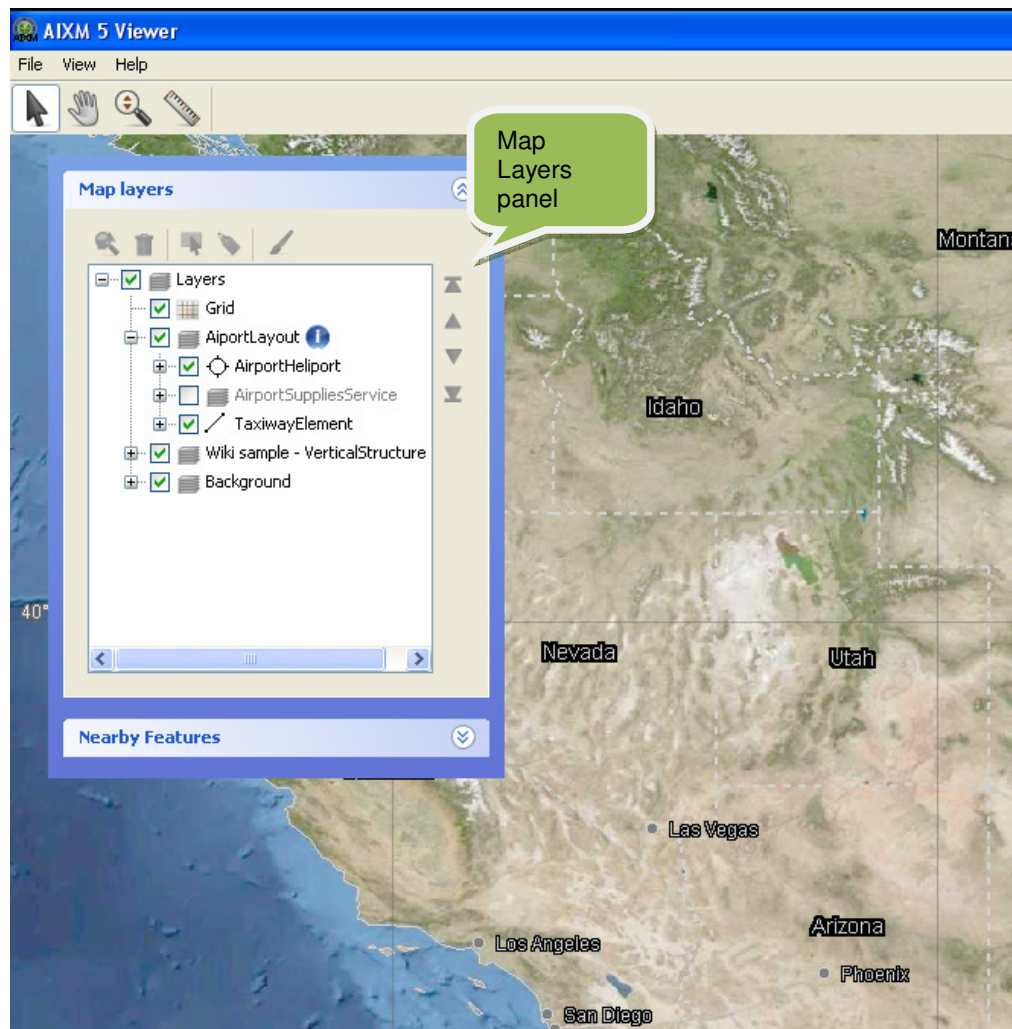 AIXM 5 Viewer
File View Help
Map
Layers
panel
Map layers
Montan
Layers
Grid
AiportLayout
AirportHeliport
AirportSuppliesService
TaxiwayElement
Wiki sample - VerticalStructure
Background
Idaho
40°
Nevada
Utah
Nearby Features
Las Vegas
Arizona
Los Angeles
Phoenix
San Diego